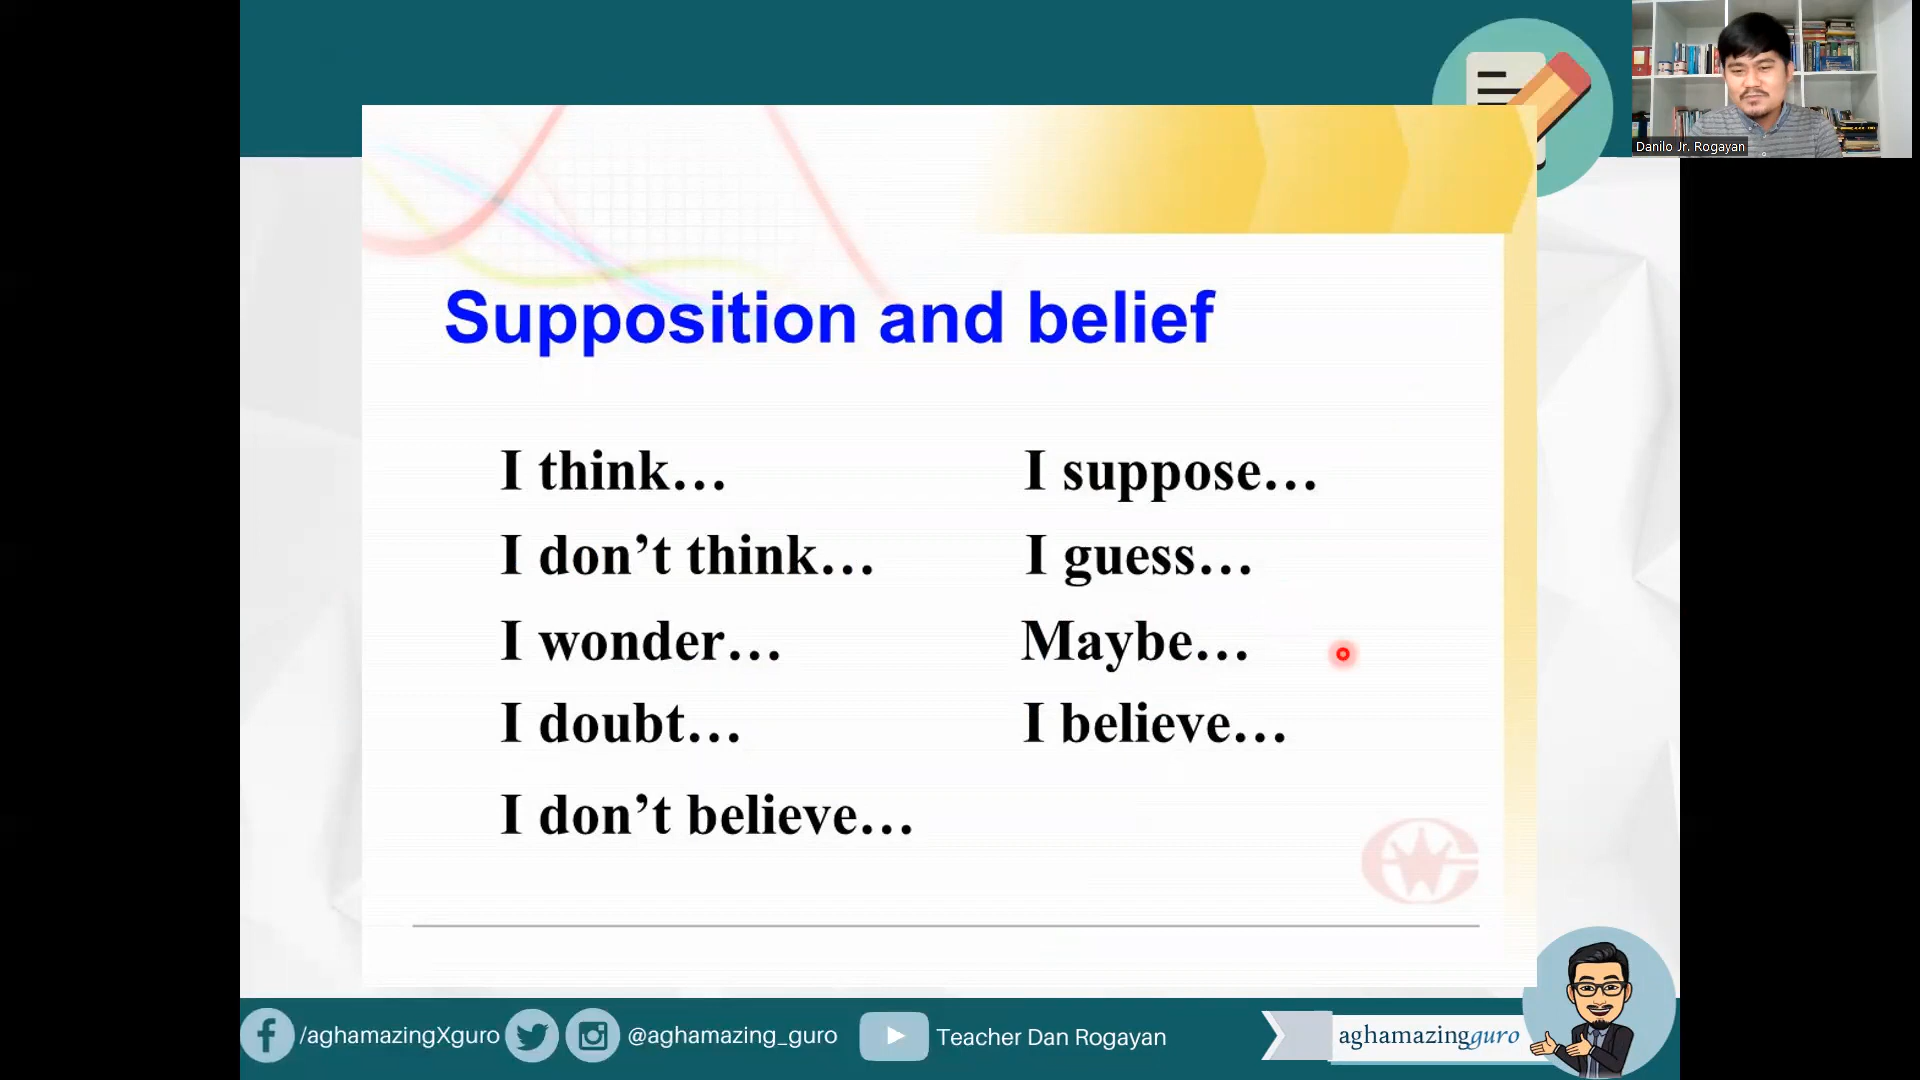 Danilo Jr. Rogayan
Supposition and belief
I think…
I don’t think…
I wonder…
I doubt…
I don’t believe…
I suppose…
I guess…
Maybe…
I believe…
/aghamazingXguro
@aghamazing_guro
Teacher Dan Rogayan
aghamazingguro